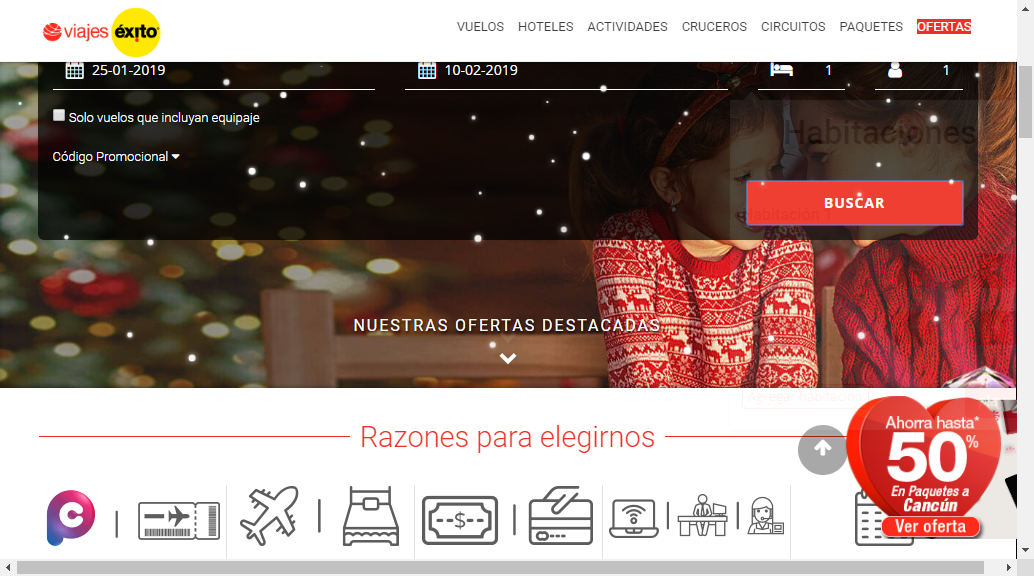 viajes éxito
VUELOS HOTELES ACTIVIDADES CRUCEROS CIRCUITOS PAQUETES OFERTAS
25-01-2019 10-02-2019 1 1
Solo vuelos que incluyan equipaje
Habitaciones
Código Promocional
BUSCAR
Habitación 1
NUESTRAS OFERTAS DESTACADAS
Agregar habitación
Razones para elegirnos
Ahorra hasta*
50%
En Paquetes a
Cancún
Ver oferta